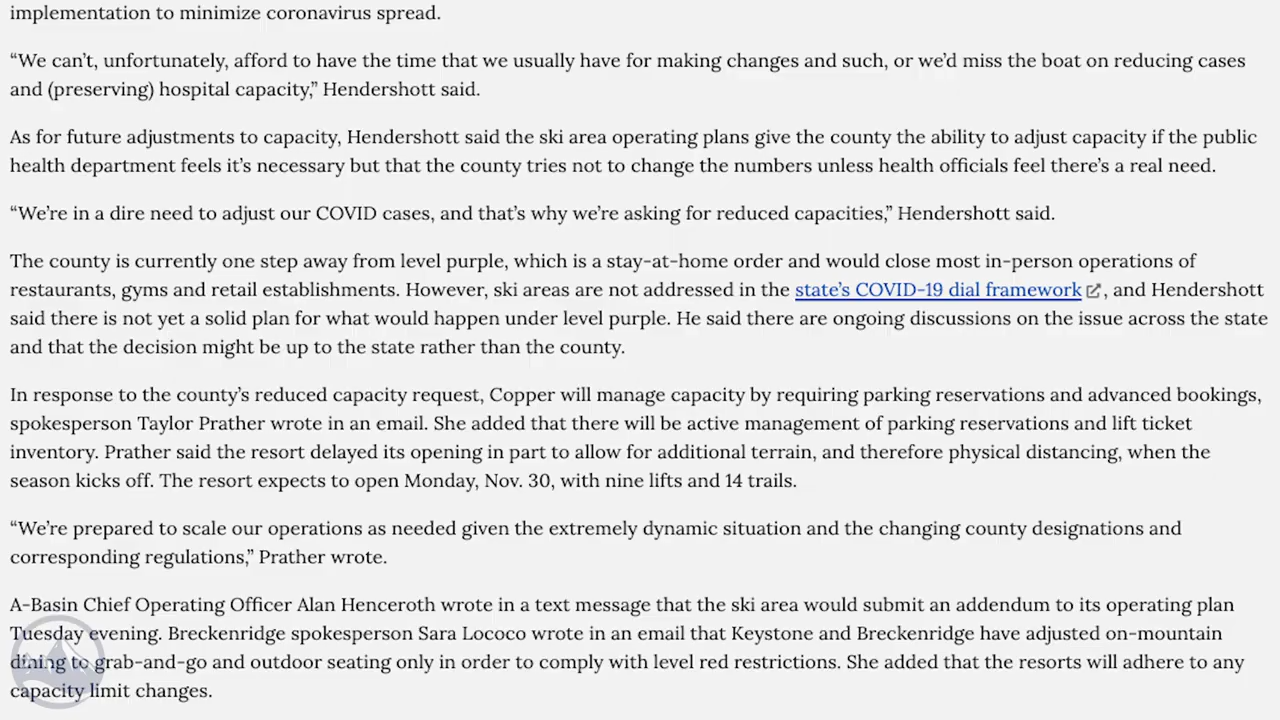 implementation to minimize coronavirus spread.
“We can’t, unfortunately, afford to have the time that we usually have for making changes and such, or we’d miss the boat on reducing cases
and (preserving) hospital capacity,” Hendershott said.
As for future adjustments to capacity, Hendershott said the ski area operating plans give the county the ability to adjust capacity if the public
health department feels it’s necessary but that the county tries not to change the numbers unless health officials feel there’s a real need.
“We’re in a dire need to adjust our COVID cases, and that’s why we’re asking for reduced capacities,” Hendershott said.
The county is currently one step away from level purple, which is a stay-at-home order and would close most in-person operations of
restaurants, gyms and retail establishments. However, ski areas are not addressed in the state’s COVID-19 dial framework, and Hendershott
said there is not yet a solid plan for what would happen under level purple. He said there are ongoing discussions on the issue across the state
and that the decision might be up to the state rather than the county.
In response to the county’s reduced capacity request, Copper will manage capacity by requiring parking reservations and advanced bookings,
spokesperson Taylor Prather wrote in an email. She added that there will be active management of parking reservations and lift ticket
inventory. Prather said the resort delayed its opening in part to allow for additional terrain, and therefore physical distancing, when the
season kicks off. The resort expects to open Monday, Nov. 30, with nine lifts and 14 trails.
“We’re prepared to scale our operations as needed given the extremely dynamic situation and the changing county designations and
corresponding regulations,” Prather wrote.
A-Basin Chief Operating Officer Alan Henceroth wrote in a text message that the ski area would submit an addendum to its operating plan
Tuesday evening. Breckenridge spokesperson Sara Lococo wrote in an email that Keystone and Breckenridge have adjusted on-mountain
dining to grab-and-go and outdoor seating only in order to comply with level red restrictions. She added that the resorts will adhere to any
capacity limit changes.